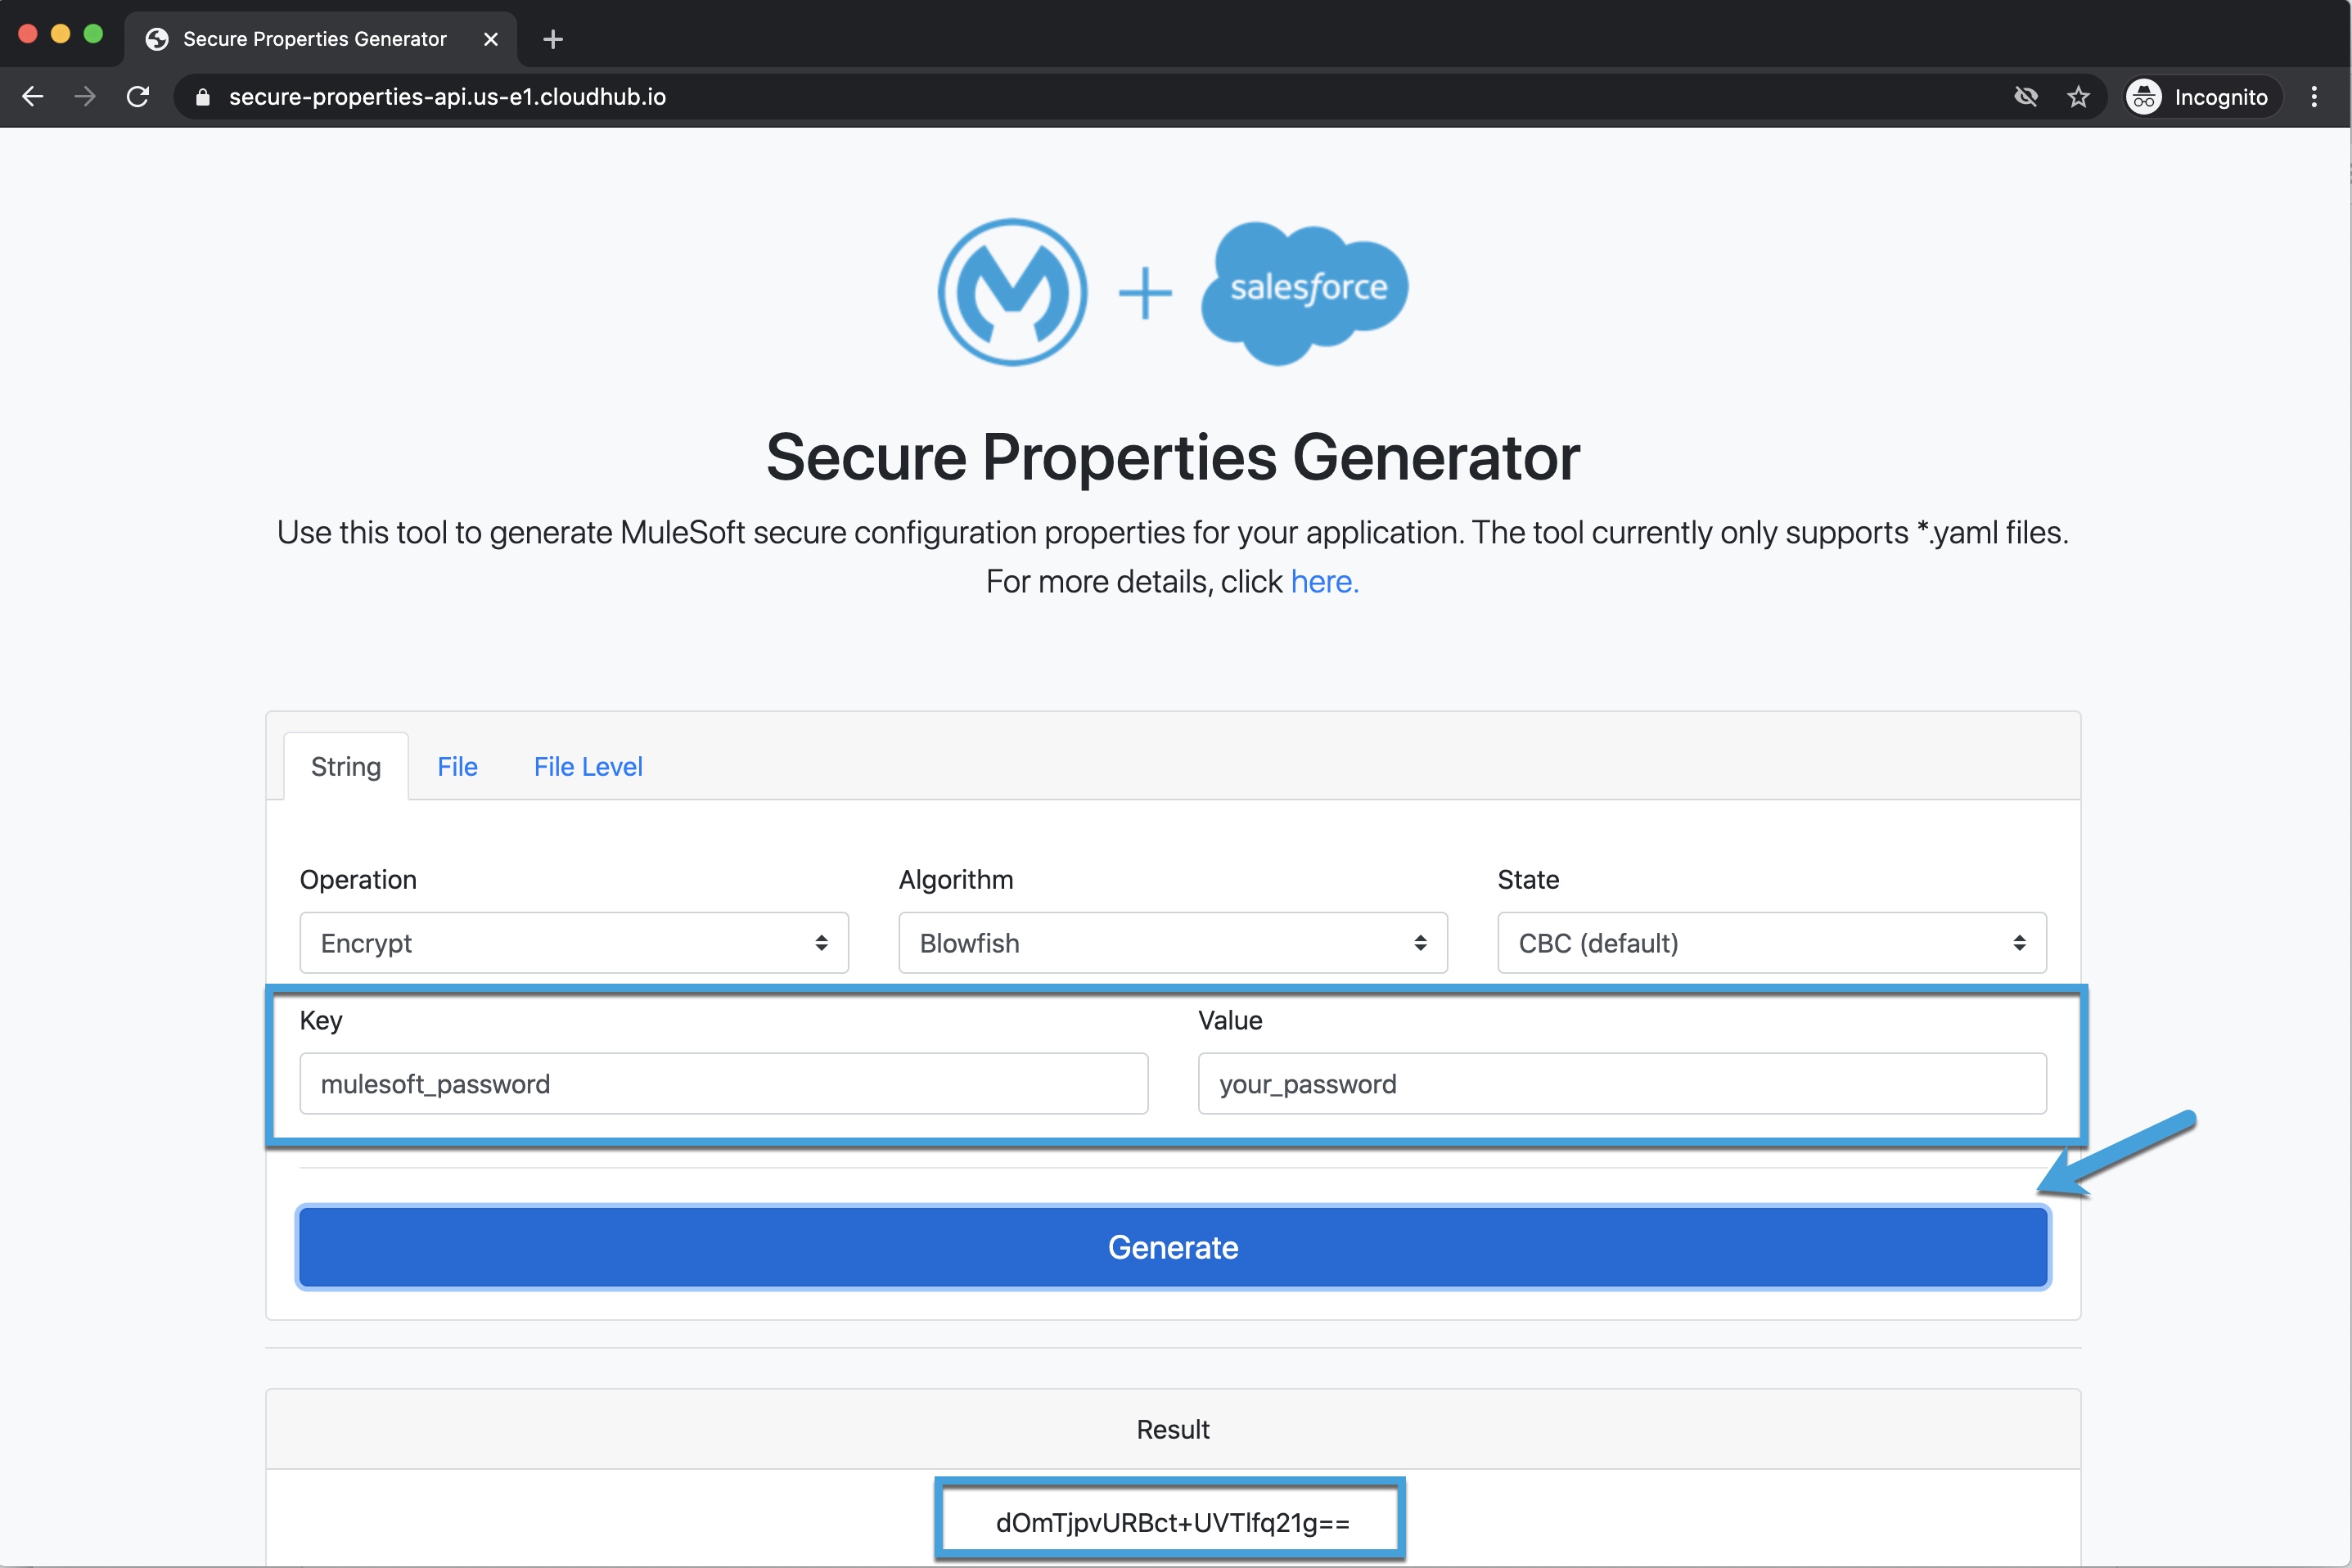 Secure Properties Generator
secure-properties-api.us-e1.cloudhub.io
Incognito
salesforce
Secure Properties Generator
Use this tool to generate MuleSoft secure configuration properties for your application. The tool currently only supports *.yaml files.
For more details, click here.
String File File Level
Operation Algorithm State
Encrypt Blowfish CBC (default)
Key Value
mulesoft_password your_password
Generate
Result
dOmTjpvURBct+UVTlfq21g==